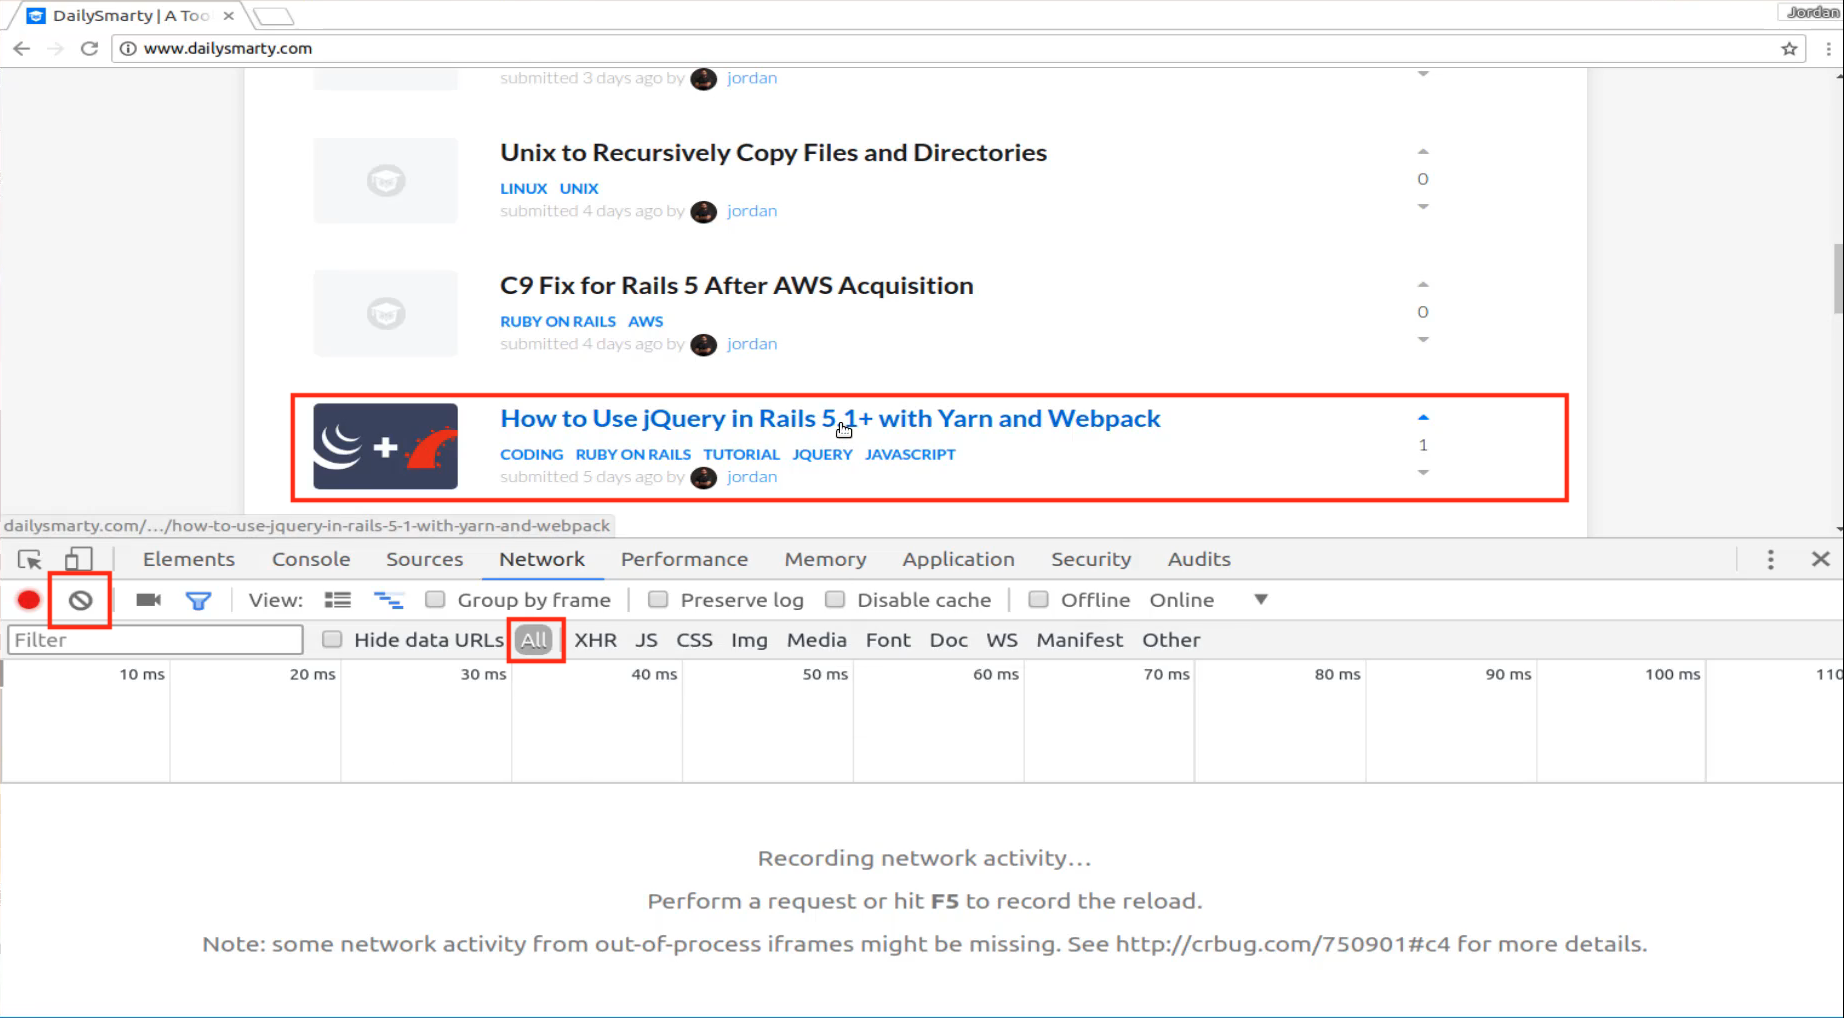 DailySmarty | A Too
Jordan
www.dailysmarty.com
submitted 3 days ago by jordan
Unix to Recursively Copy Files and Directories
LINUX UNIX
0
submitted 4 days ago by jordan
C9 Fix for Rails 5 After AWS Acquisition
RUBY ON RAILS AWS
0
submitted 4 days ago by jordan
How to Use jQuery in Rails 5.1+ with Yarn and Webpack
CODING RUBY ON RAILS TUTORIAL JQUERY JAVASCRIPT
1
submitted 5 days ago by jordan
dailysmarty.com/.../how-to-use-jquery-in-rails-5-1-with-yarn-and-webpack
Elements Console Sources Network Performance Memory Application Security Audits
View: Group by frame Preserve log Disable cache Offline Online
Filter Hide data URLs All XHR JS CSS Img Media Font Doc WS Manifest Other
10 ms 20 ms 30 ms 40 ms 50 ms 60 ms 70 ms 80 ms 90 ms 100 ms 110
Recording network activity...
Perform a request or hit F5 to record the reload.
Note: some network activity from out-of-process iframes might be missing. See http://crbug.com/750901#c4 for more details.